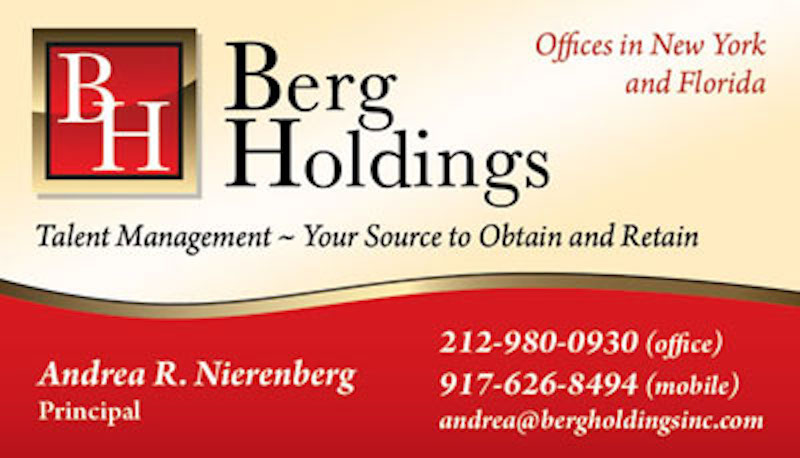 B
H
Berg
Holdings
Offices in New York
and Florida
Talent Management ~ Your Source to Obtain and Retain
Andrea R. Nierenberg
Principal
212-980-0930 (office)
917-626-8494 (mobile)
andrea@bergholdingsinc.com